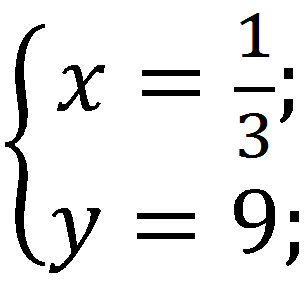 x = 1/3;
y = 9;